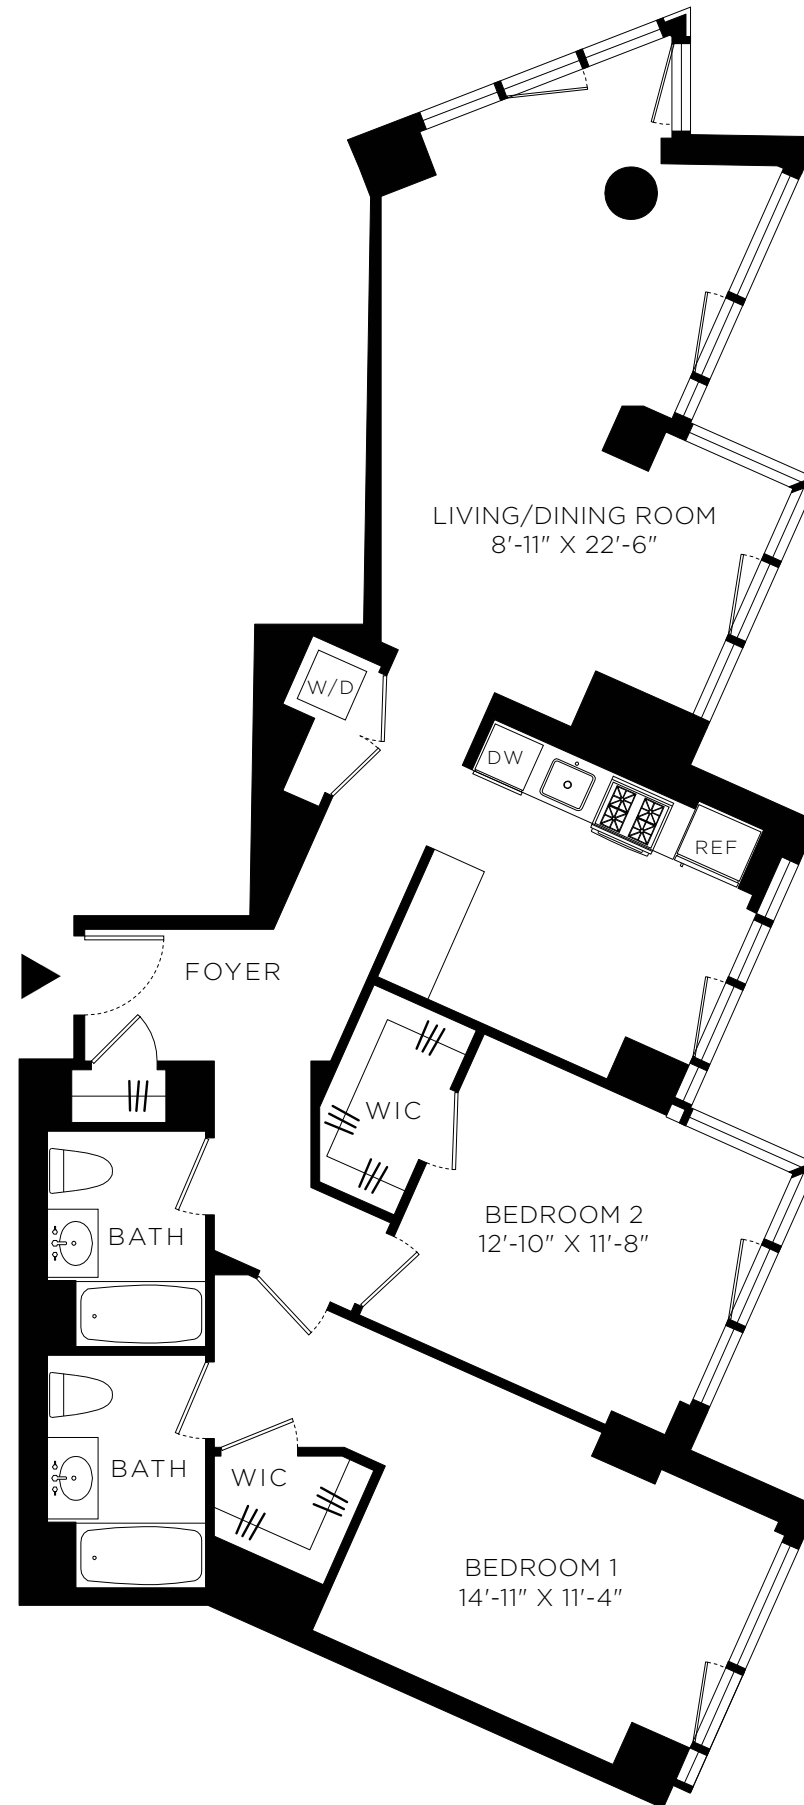 LIVING/DINING ROOM
8'-11" X 22'-6"
W/D
DW
REF
FOYER
WIC
BATH
BEDROOM 2
12'-10" X 11'-8"
BATH
WIC
BEDROOM 1
14'-11" X 11'-4"